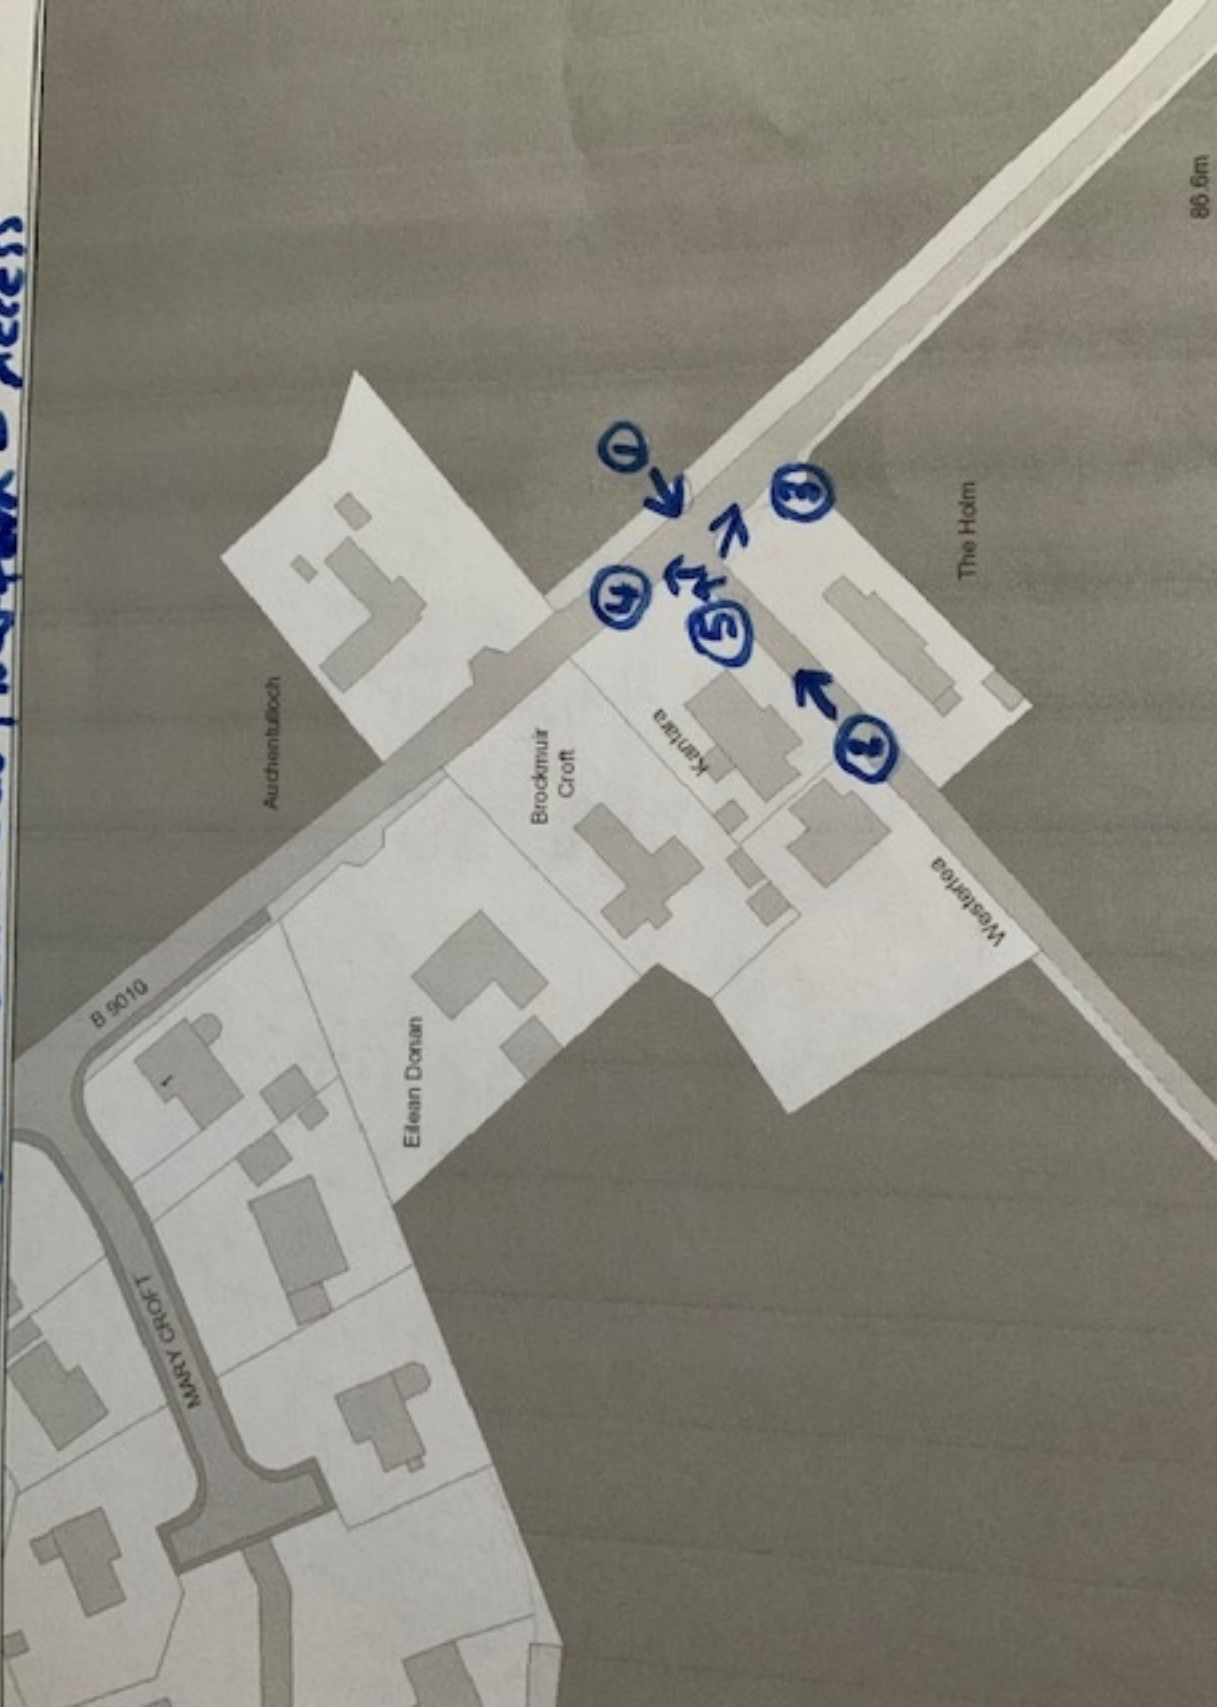 Access
86.6m
①
③
The Holm
④
⑤
Auchentulloch
Kantara
②
Brockmuir
Croft
Westerlea
B 9010
1
Eilean Donan
MARY CROFT